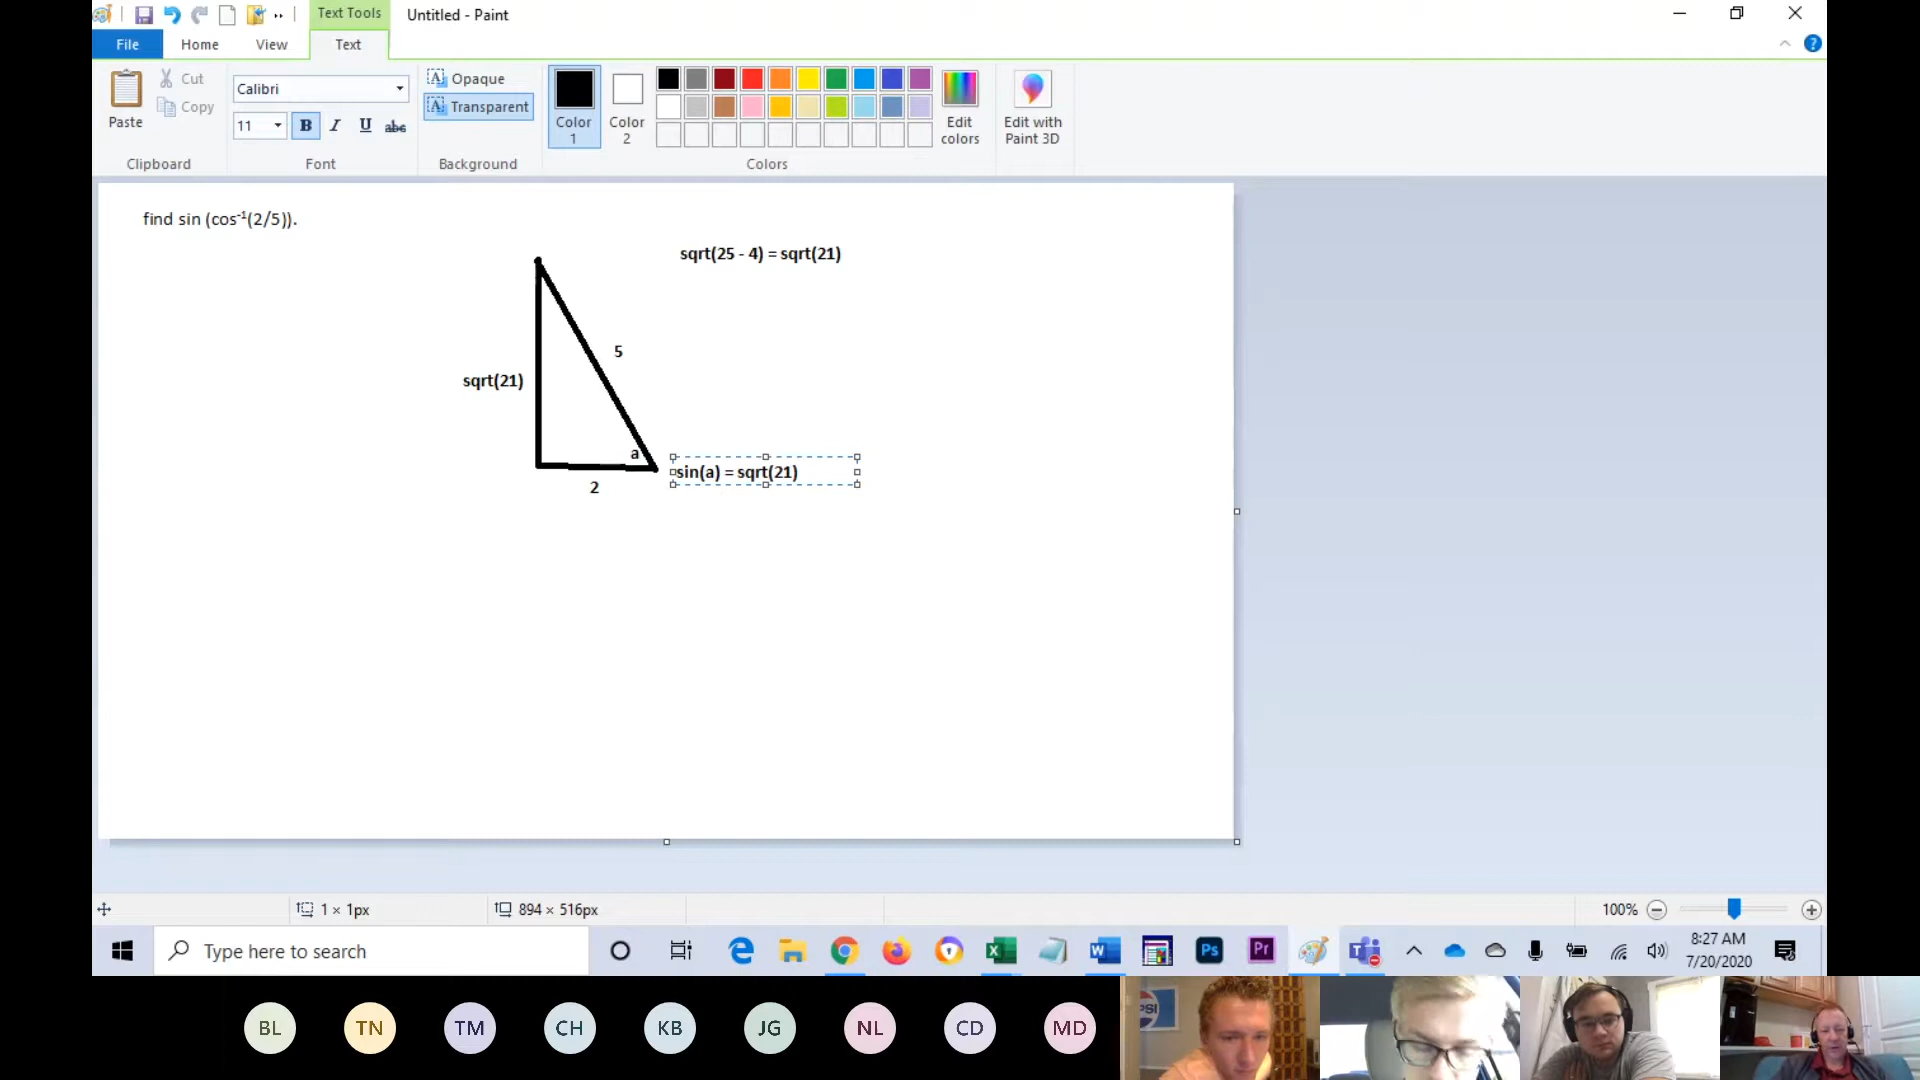 Text Tools
Untitled - Paint
File
Home
View
Text
Paste
Cut
Copy
Clipboard
Calibri
11
B I U abc
Font
Opaque
Transparent
Background
Color 1
Color 2
Colors
Edit colors
Edit with Paint 3D
find sin (cos⁻¹(2/5)).
sqrt(25 - 4) = sqrt(21)
5
sqrt(21)
a
sin(a) = sqrt(21)
2
1 × 1px
894 × 516px
100%
Type here to search
Ps
Pr
8:27 AM
7/20/2020
BL
TN
TM
CH
KB
JG
NL
CD
MD